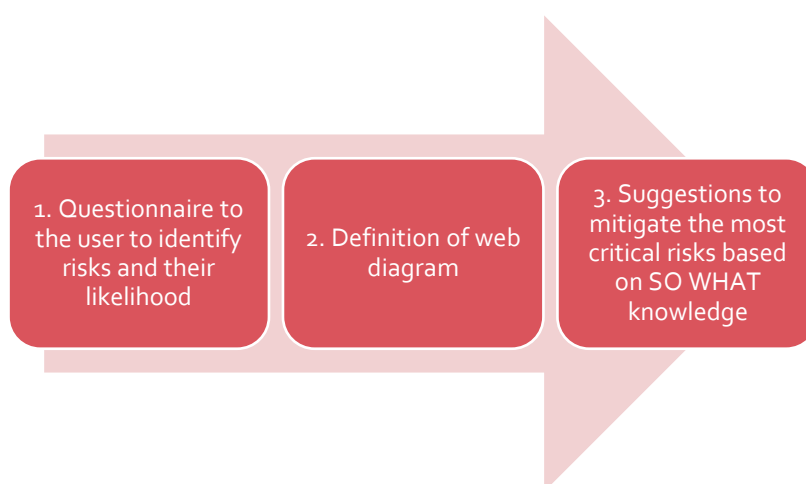 1. Questionnaire to
the user to identify
risks and their
likelihood
2. Definition of web
diagram
3. Suggestions to
mitigate the most
critical risks based
on SO WHAT
knowledge